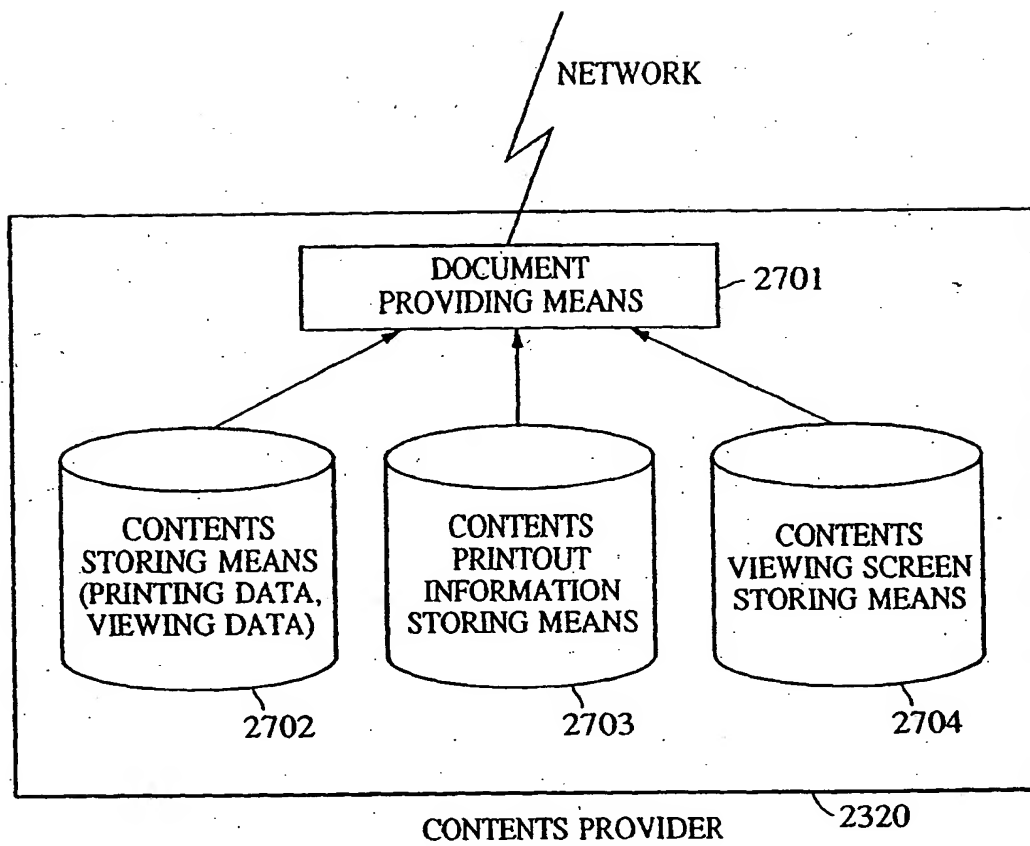 NETWORK
DOCUMENT
PROVIDING MEANS
2701
CONTENTS
STORING MEANS
(PRINTING DATA,
VIEWING DATA)
2702
CONTENTS
PRINTOUT
INFORMATION
STORING MEANS
2703
CONTENTS
VIEWING SCREEN
STORING MEANS
2704
2320
CONTENTS PROVIDER